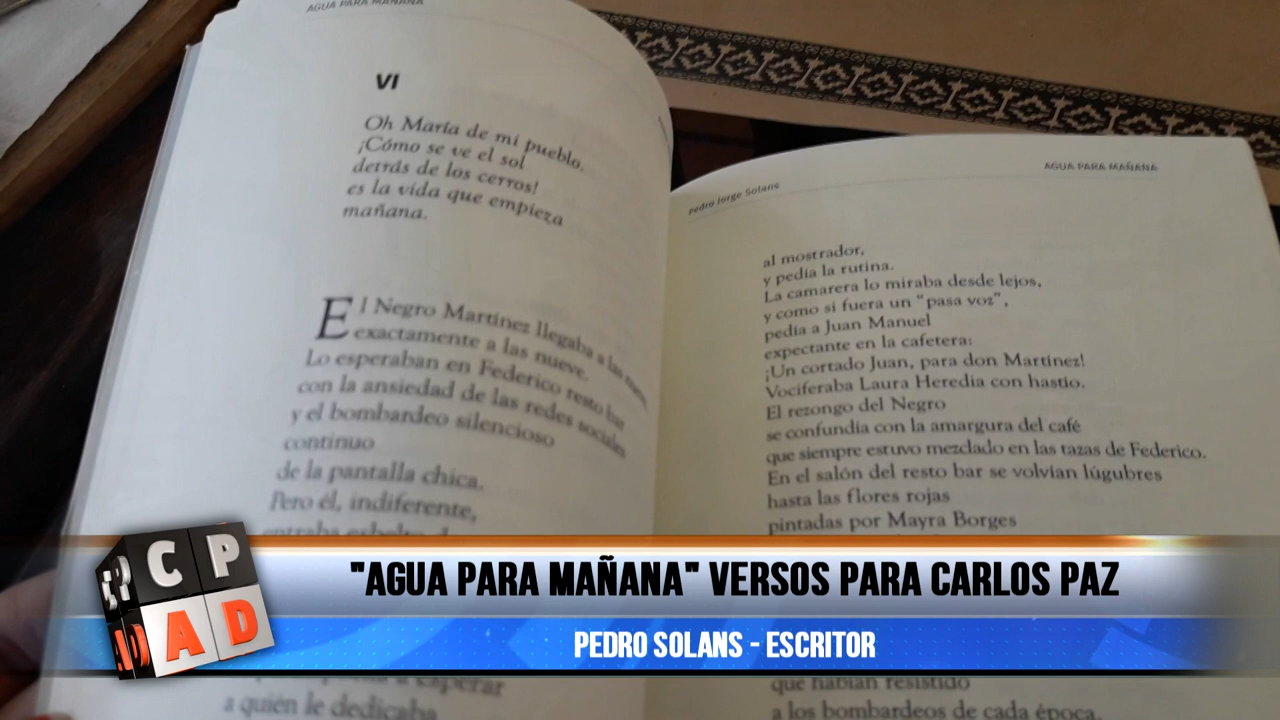 AGUA PARA MAÑANA
VI
Oh María de mi pueblo.
¡Cómo se ve el sol
detrás de los cerros!
es la vida que empieza
mañana.
El Negro Martínez llegaba a las
exactamente a las nueve.
Lo esperaban en Federico resto bar
con la ansiedad de las redes sociales
y el bombardeo silencioso
continuo
de la pantalla chica.
Pero él, indiferente,
entraba
esperar
a quién le dedicaba
Pedro Jorge Solans
AGUA PARA MAÑANA
al mostrador,
y pedía la rutina.
La camarera lo miraba desde lejos,
y como si fuera un "pasa voz",
pedía a Juan Manuel
expectante en la cafetera:
¡Un cortado Juan, para don Martínez!
Vociferaba Laura Heredia con hastío.
El rezongo del Negro
se confundía con la amargura del café
que siempre estuvo mezclado en las tazas de Federico.
En el salón del resto bar se volvían lúgubres
hasta las flores rojas
pintadas por Mayra Borges
que habían resistido
a los bombardeos de cada época.
CP
AD
"AGUA PARA MAÑANA" VERSOS PARA CARLOS PAZ
PEDRO SOLANS - ESCRITOR